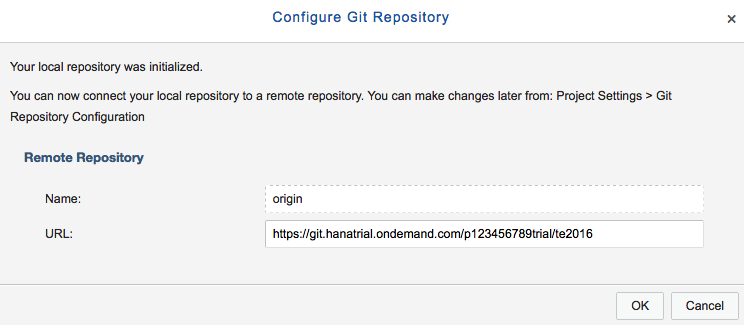 Configure Git Repository
Your local repository was initialized.
You can now connect your local repository to a remote repository. You can make changes later from: Project Settings > Git
Repository Configuration
Remote Repository
Name: origin
URL: https://git.hanatrial.ondemand.com/p123456789trial/te2016
OK Cancel